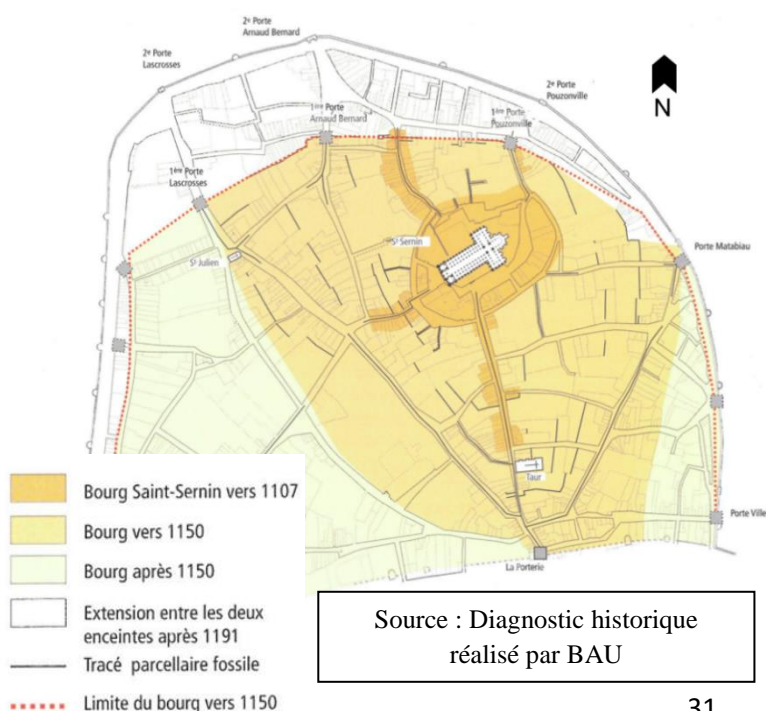 2e Porte
Arnaud Bernard
2e Porte
Lascrosses
2e Porte
Pouzonville
N
1ère Porte
Arnaud Bernard
1ère Porte
Pouzonville
1ère Porte
Lascrosses
St Sernin
Porte Matabiau
St Julien
Taur
Porte Ville
La Porterie
Bourg Saint-Sernin vers 1107
Bourg vers 1150
Bourg après 1150
Extension entre les deux
enceintes après 1191
Tracé parcellaire fossile
Limite du bourg vers 1150
Source : Diagnostic historique
réalisé par BAU
31